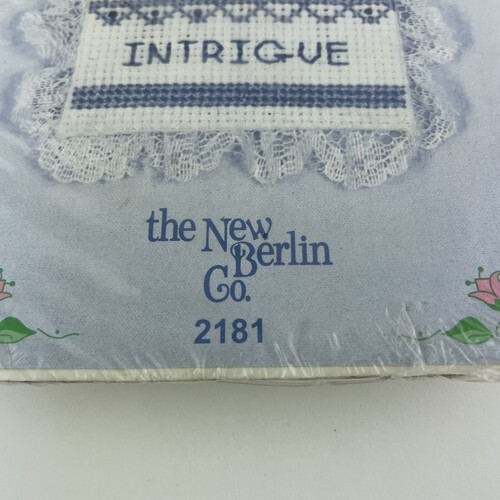 INTRIGUE
the New
Berlin
Co.
2181